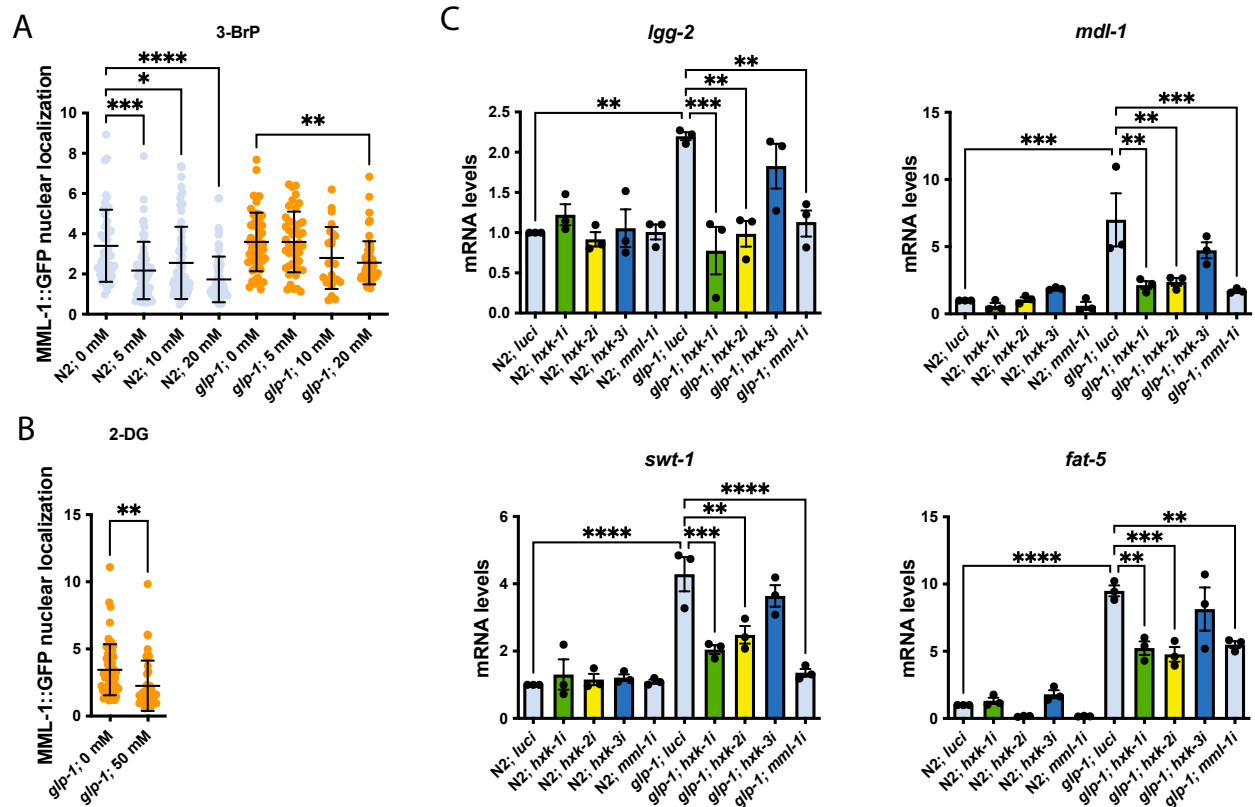 A
3-BrP
MML-1::GFP nuclear localization
10
8
6
4
2
0
****
*
***
**
N2; 0 mM
N2; 5 mM
N2; 10 mM
N2; 20 mM
glp-1; 0 mM
glp-1; 5 mM
glp-1; 10 mM
glp-1; 20 mM
B
2-DG
MML-1::GFP nuclear localization
15
10
5
0
**
glp-1; 0 mM
glp-1; 50 mM
C
lgg-2
mRNA levels
2.5
2.0
1.5
1.0
0.5
0.0
**
**
**
***
N2; luci
N2; hxk-1i
N2; hxk-2i
N2; hxk-3i
N2; mml-1i
glp-1; luci
glp-1; hxk-1i
glp-1; hxk-2i
glp-1; hxk-3i
glp-1; mml-1i
mdl-1
mRNA levels
15
10
5
0
***
***
**
**
N2; luci
N2; hxk-1i
N2; hxk-2i
N2; hxk-3i
N2; mml-1i
glp-1; luci
glp-1; hxk-1i
glp-1; hxk-2i
glp-1; hxk-3i
glp-1; mml-1i
swt-1
mRNA levels
6
4
2
0
****
****
**
***
N2; luci
N2; hxk-1i
N2; hxk-2i
N2; hxk-3i
N2; mml-1i
glp-1; luci
glp-1; hxk-1i
glp-1; hxk-2i
glp-1; hxk-3i
glp-1; mml-1i
fat-5
mRNA levels
15
10
5
0
****
**
***
**
N2; luci
N2; hxk-1i
N2; hxk-2i
N2; hxk-3i
N2; mml-1i
glp-1; luci
glp-1; hxk-1i
glp-1; hxk-2i
glp-1; hxk-3i
glp-1; mml-1i